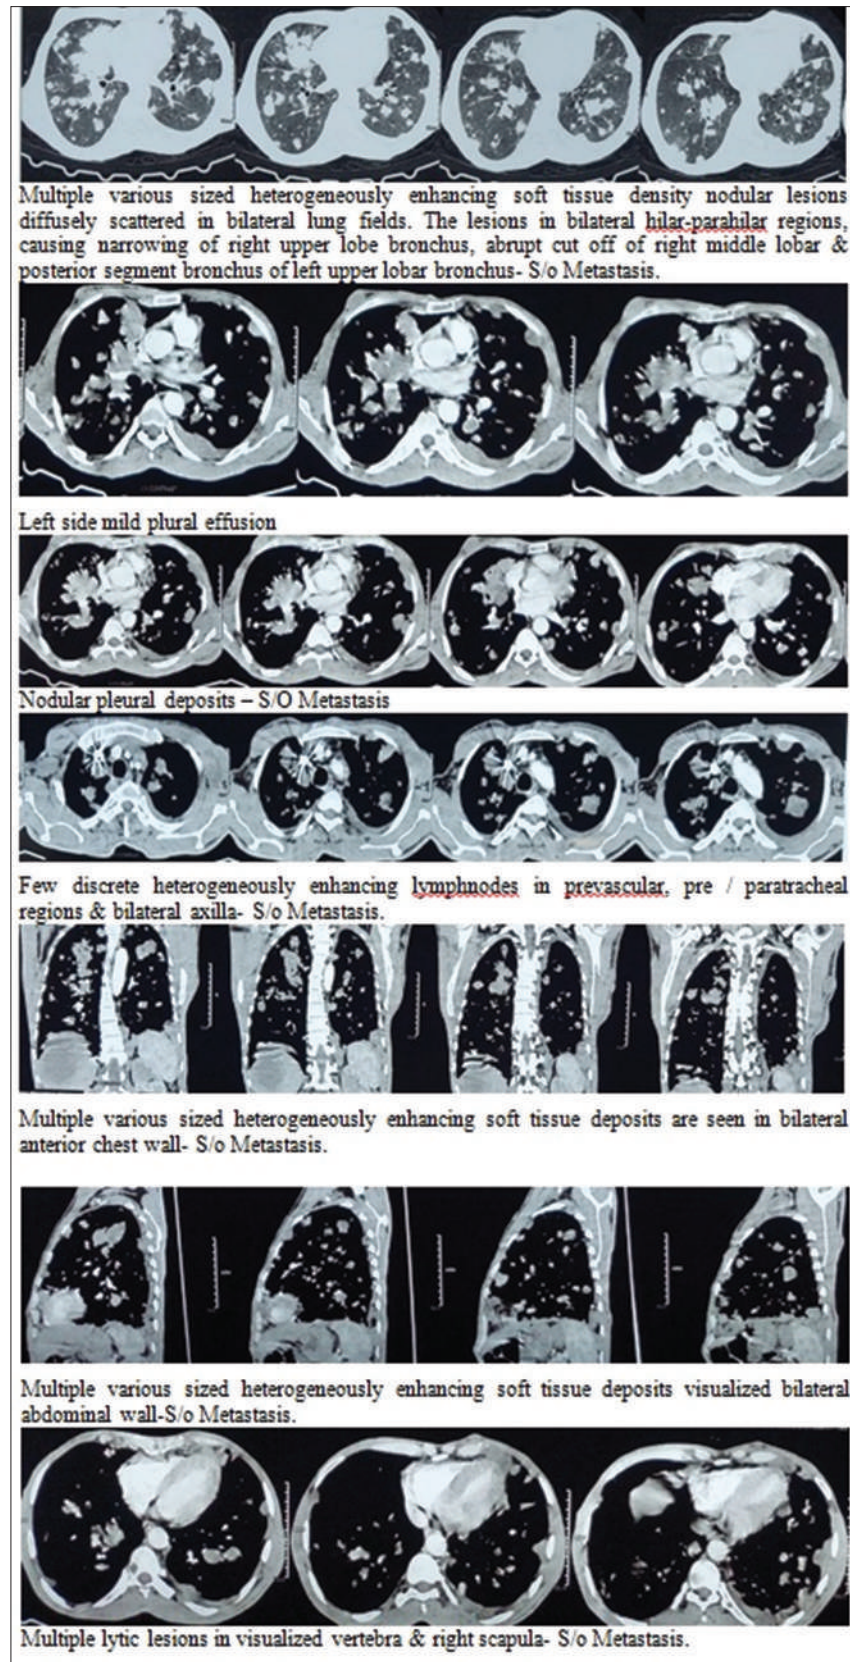 Multiple various sized heterogeneously enhancing soft tissue density nodular lesions
diffusely scattered in bilateral lung fields. The lesions in bilateral hilar-parahilar regions,
causing narrowing of right upper lobe bronchus, abrupt cut off of right middle lobar &
posterior segment bronchus of left upper lobar bronchus- S/o Metastasis.
Left side mild plural effusion
Nodular pleural deposits – S/O Metastasis
Few discrete heterogeneously enhancing lymphnodes in prevascular, pre / paratracheal
regions & bilateral axilla- S/o Metastasis.
Multiple various sized heterogeneously enhancing soft tissue deposits are seen in bilateral
anterior chest wall- S/o Metastasis.
Multiple various sized heterogeneously enhancing soft tissue deposits visualized bilateral
abdominal wall-S/o Metastasis.
Multiple lytic lesions in visualized vertebra & right scapula- S/o Metastasis.